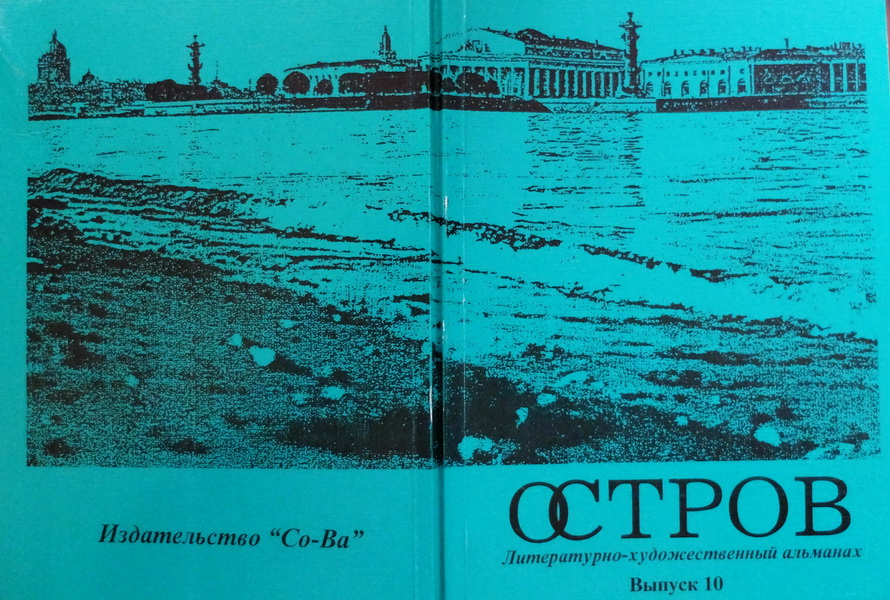 Издательство “Со-Ва”
ОСТРОВ
Литературно-художественный альманах
Выпуск 10